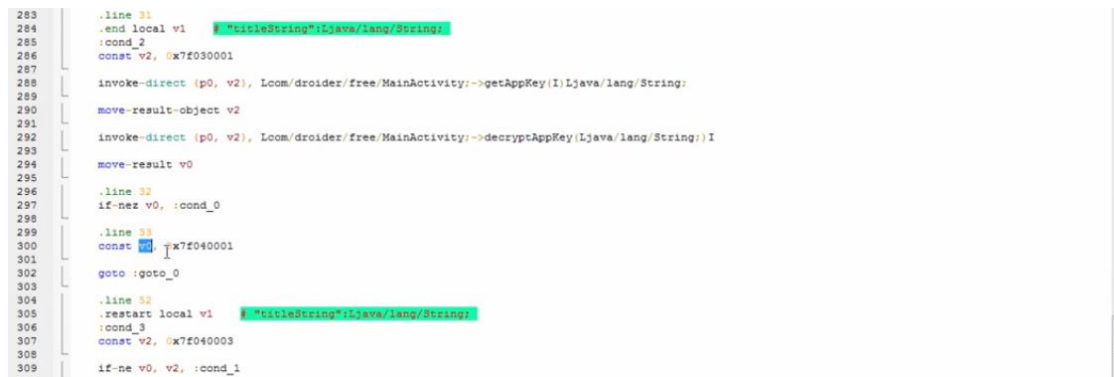 283 .line 31
284 .end local v1 # "titleString":Ljava/lang/String;
285 :cond_2
286 const v2, 0x7f030001
287
288 invoke-direct {p0, v2}, Lcom/droider/free/MainActivity;->getAppKey(I)Ljava/lang/String;
289
290 move-result-object v2
291
292 invoke-direct {p0, v2}, Lcom/droider/free/MainActivity;->decryptAppKey(Ljava/lang/String;)I
293
294 move-result v0
295
296 .line 32
297 if-nez v0, :cond_0
298
299 .line 33
300 const v0, 0x7f040001
301
302 goto :goto_0
303
304 .line 52
305 .restart local v1 # "titleString":Ljava/lang/String;
306 :cond_3
307 const v2, 0x7f040003
308
309 if-ne v0, v2, :cond_1